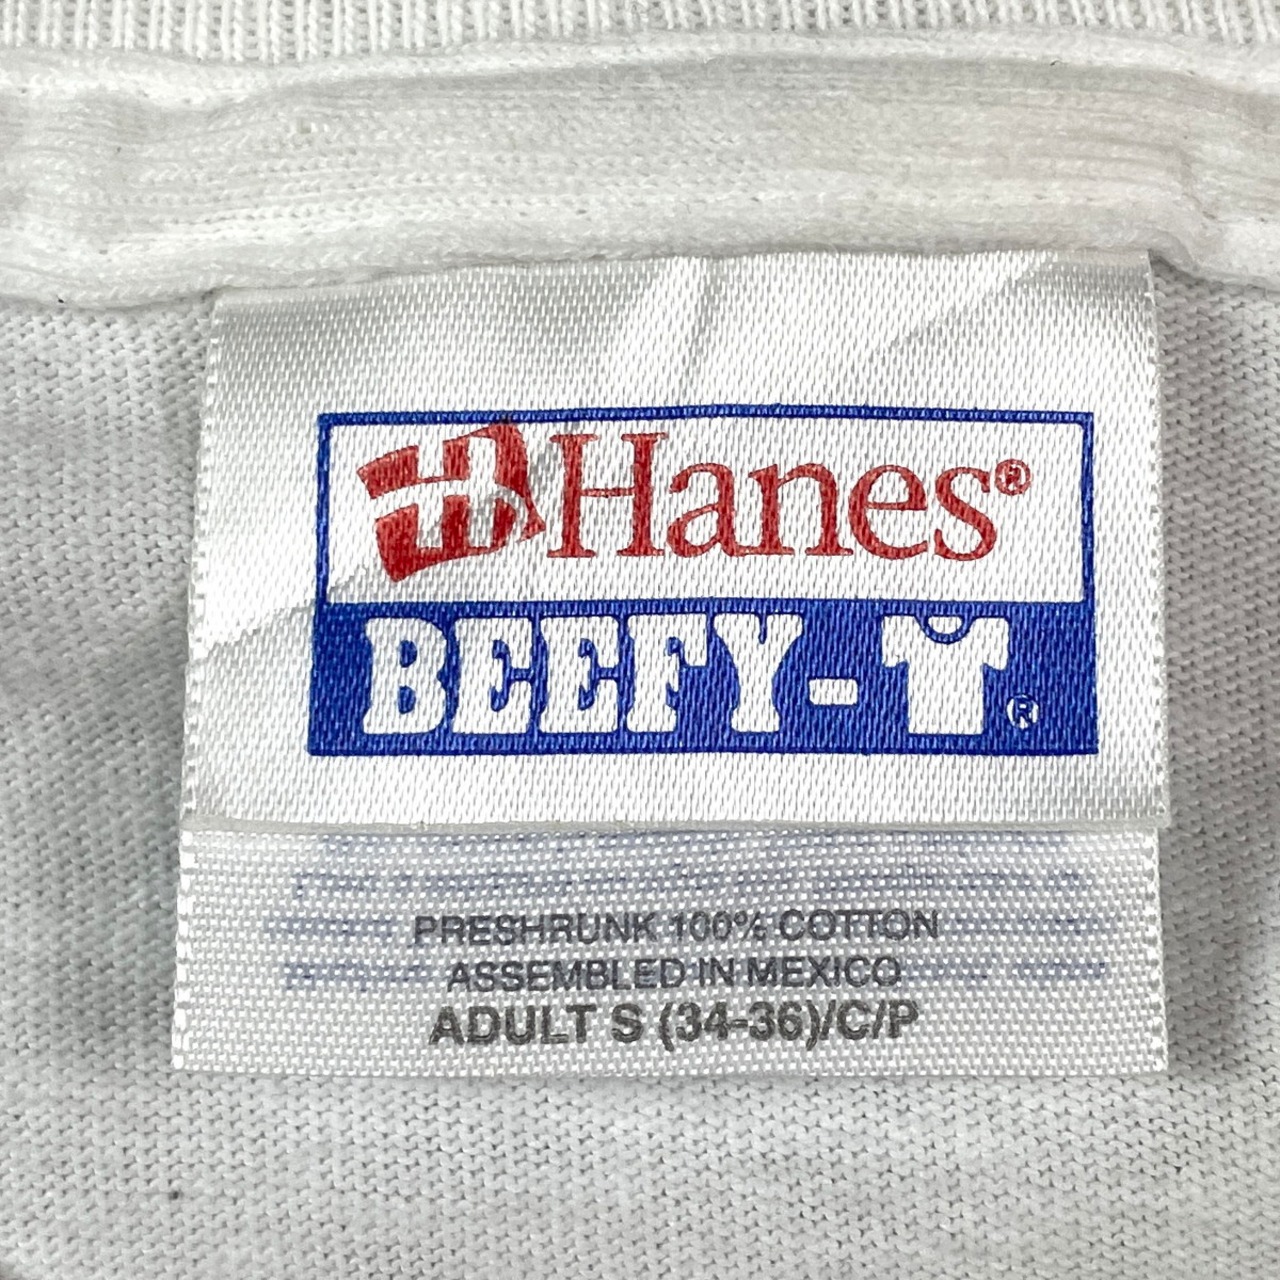 Hanes®
BEEFY-T®
PRESHRUNK 100% COTTON
ASSEMBLED IN MEXICO
ADULT S (34-36)/C/P